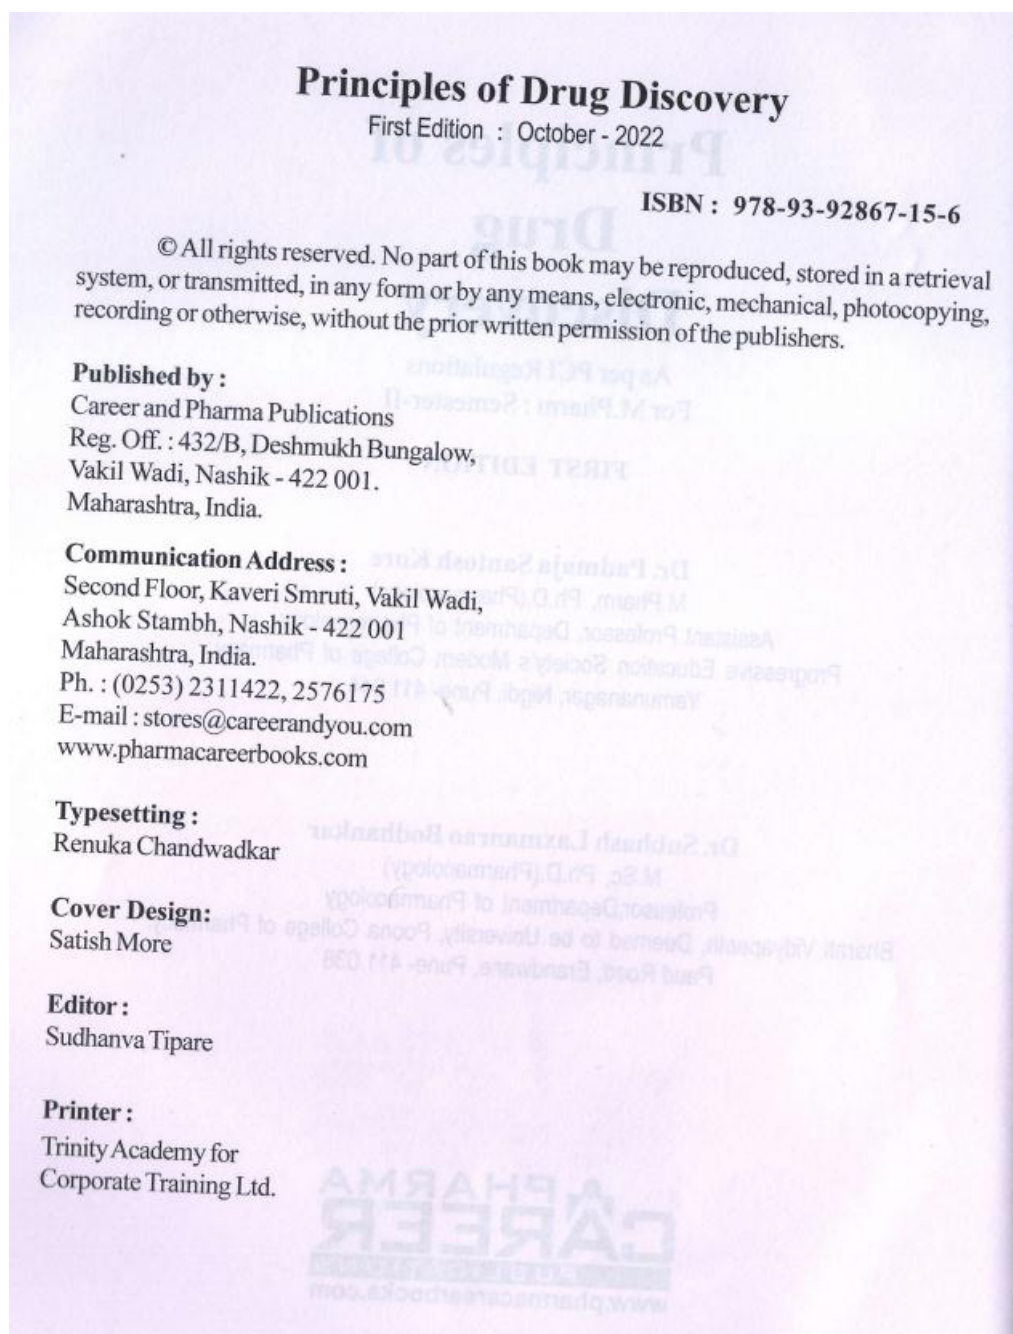 Principles of Drug Discovery
First Edition : October - 2022
ISBN : 978-93-92867-15-6
© All rights reserved. No part of this book may be reproduced, stored in a retrieval
system, or transmitted, in any form or by any means, electronic, mechanical, photocopying,
recording or otherwise, without the prior written permission of the publishers.
Published by :
Career and Pharma Publications
Reg. Off. : 432/B, Deshmukh Bungalow,
Vakil Wadi, Nashik - 422 001.
Maharashtra, India.
Communication Address :
Second Floor, Kaveri Smruti, Vakil Wadi,
Ashok Stambh, Nashik - 422 001
Maharashtra, India.
Ph. : (0253) 2311422, 2576175
E-mail : stores@careerandyou.com
www.pharmacareerbooks.com
Typesetting :
Renuka Chandwadkar
Cover Design:
Satish More
Editor :
Sudhanva Tipare
Printer :
Trinity Academy for
Corporate Training Ltd.